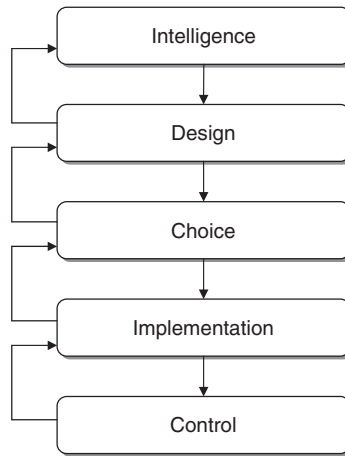 Intelligence
Design
Choice
Implementation
Control